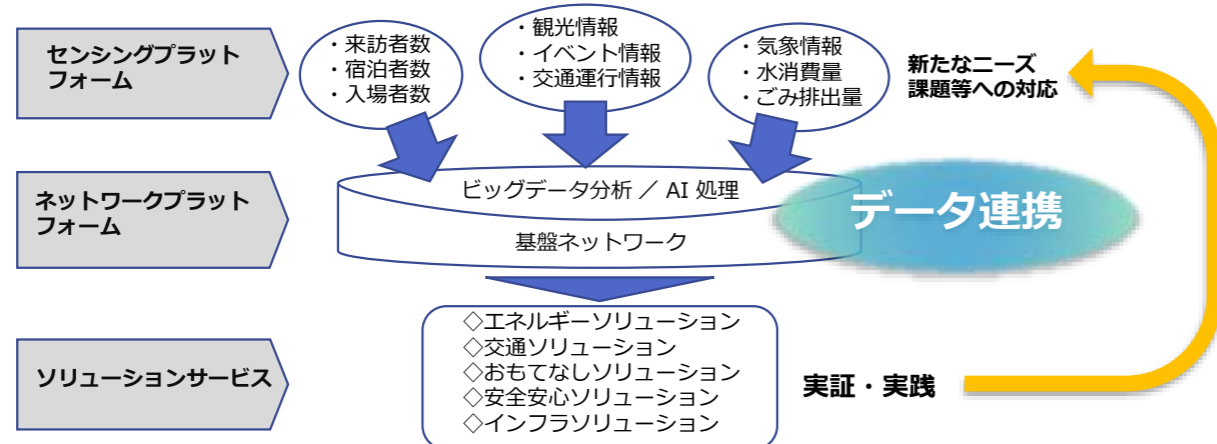 センシングプラット
フォーム
・来訪者数
・宿泊者数
・入場者数
・観光情報
・イベント情報
・交通運行情報
・気象情報
・水消費量
・ごみ排出量
新たなニーズ
課題等への対応
ネットワークプラット
フォーム
ビッグデータ分析 ／ AI 処理
基盤ネットワーク
データ連携
ソリューションサービス
◇エネルギーソリューション
◇交通ソリューション
◇おもてなしソリューション
◇安全安心ソリューション
◇インフラソリューション
実証・実践